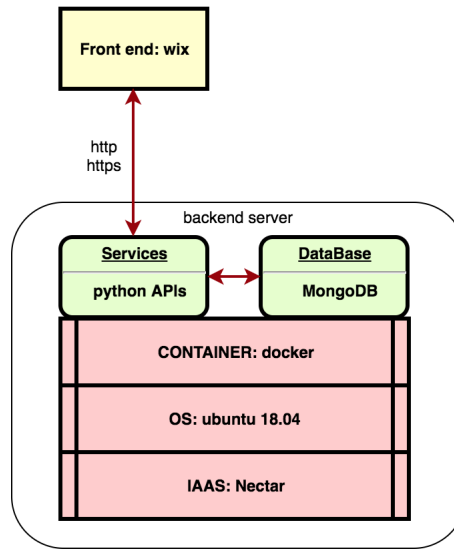 Front end: wix
http
https
backend server
Services
DataBase
python APIs
MongoDB
CONTAINER: docker
OS: ubuntu 18.04
IAAS: Nectar